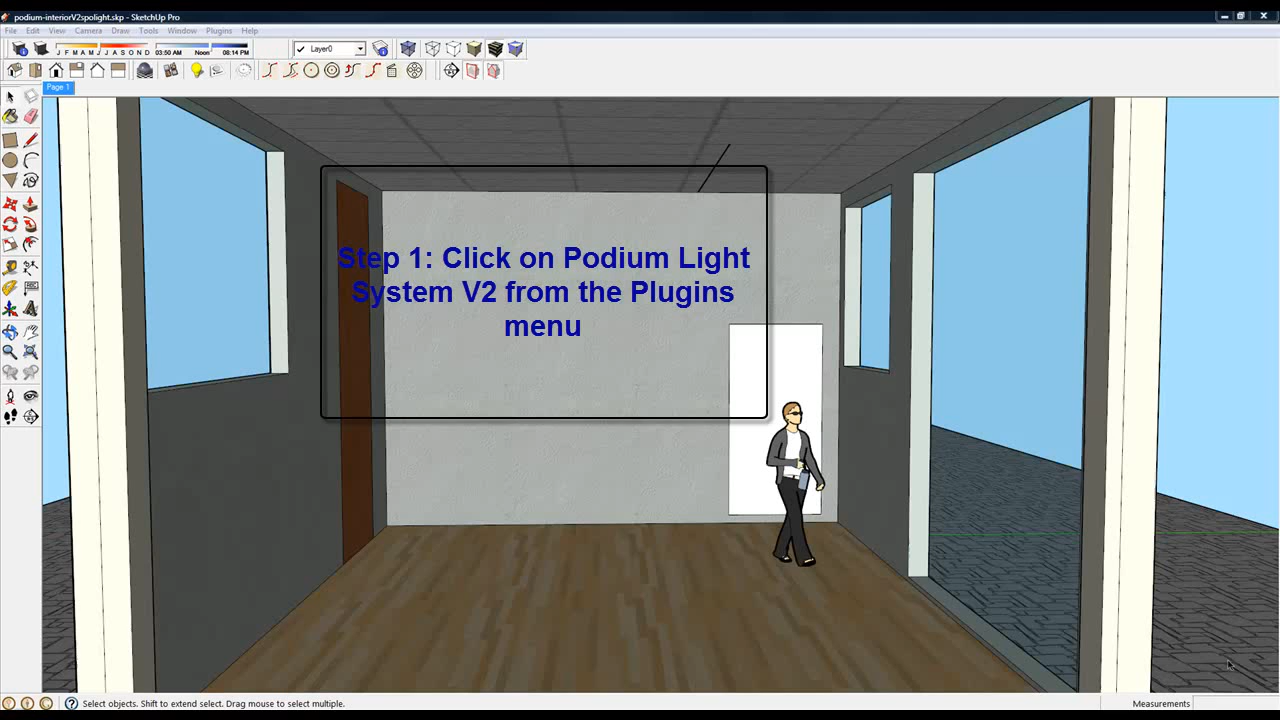 podium-interiorV2spolight.skp - SketchUp Pro
File Edit View Camera Draw Tools Window Plugins Help
J F M A M J J A S O N D 03:50 AM Noon 08:14 PM Layer0
Page 1
Step 1: Click on Podium Light
System V2 from the Plugins
menu
Select objects. Shift to extend select. Drag mouse to select multiple. Measurements